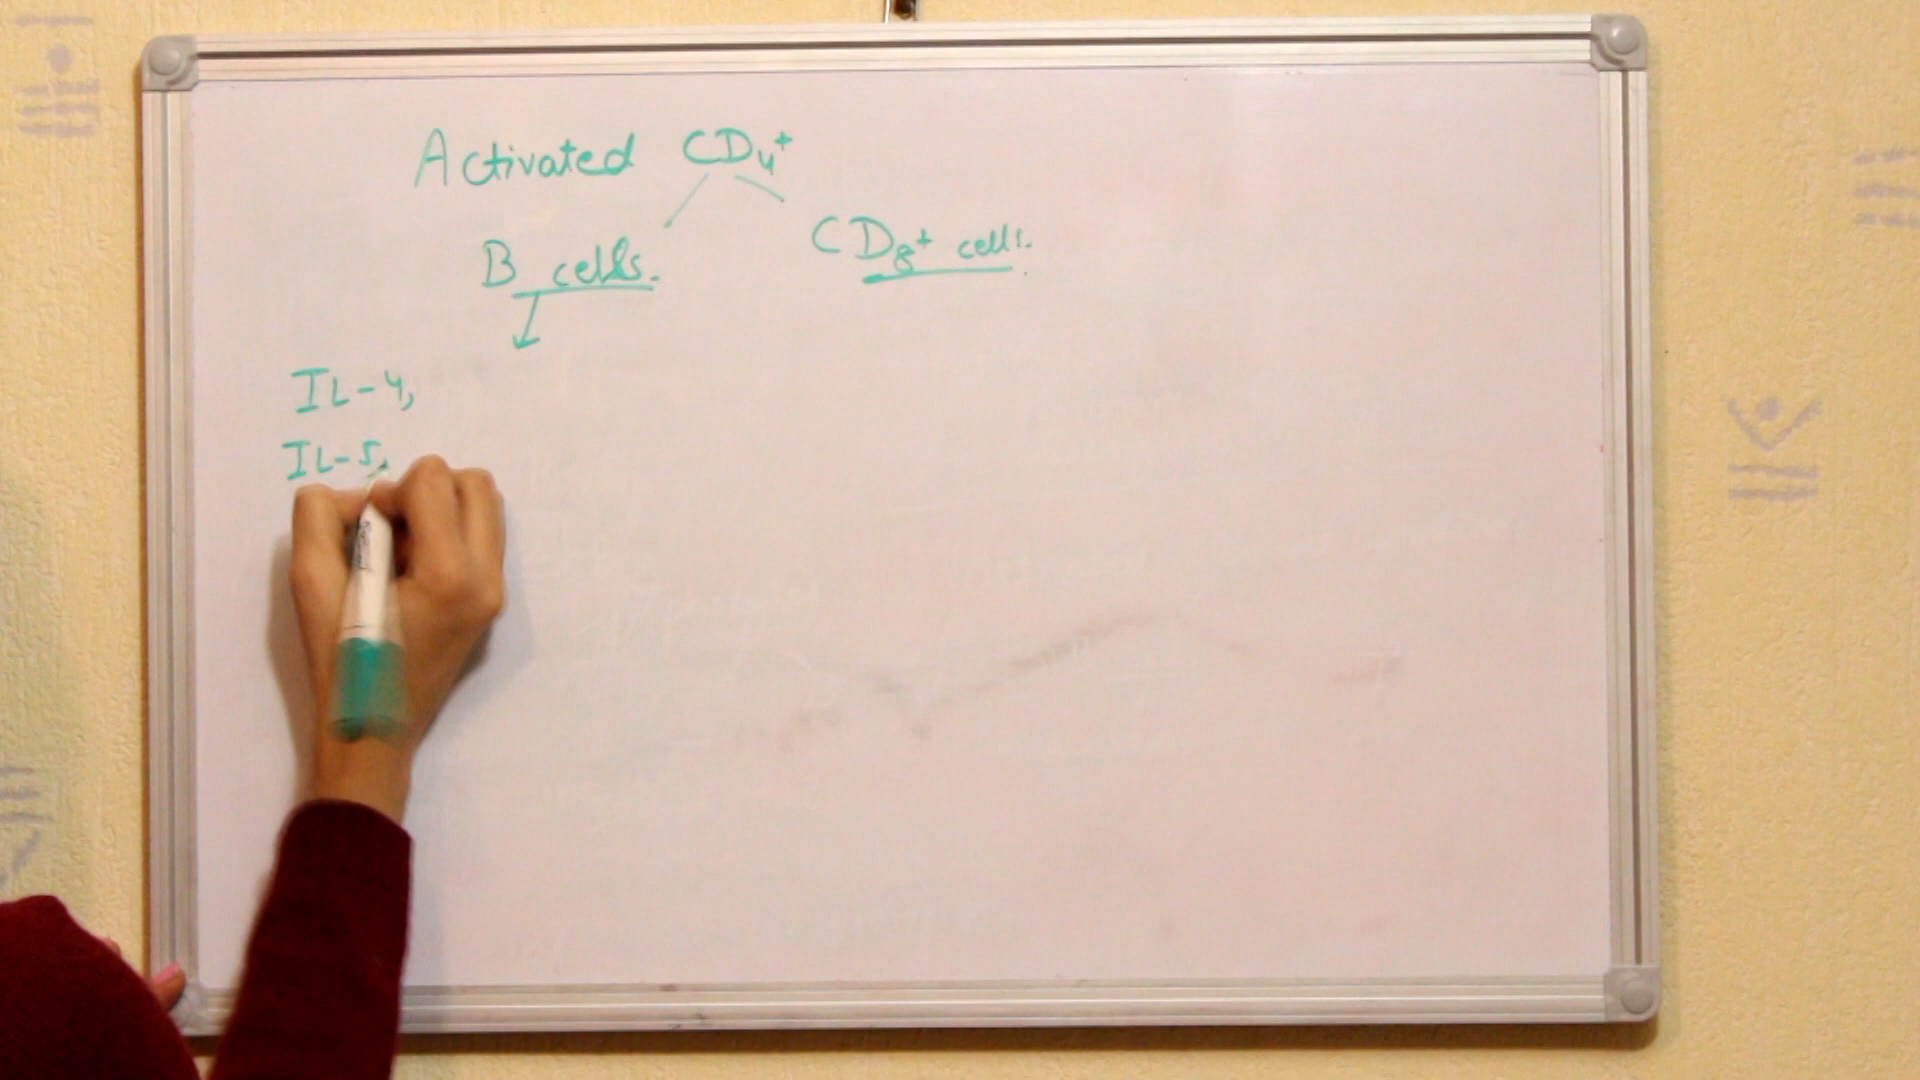 Activated CD4+
B cells.
CD8+ cells.
IL-4,
IL-5,